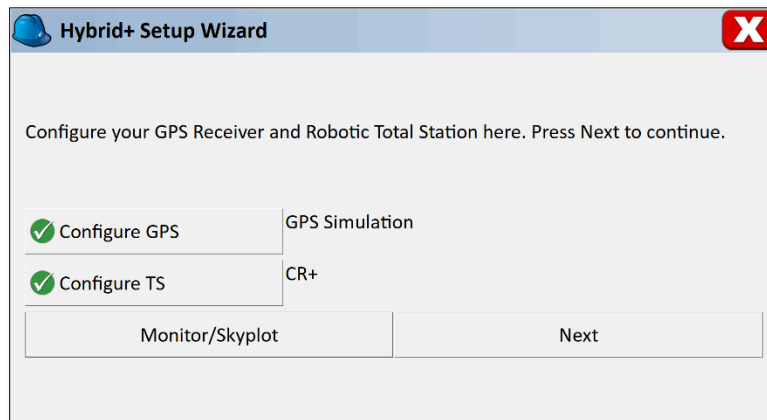 Hybrid+ Setup Wizard
X
Configure your GPS Receiver and Robotic Total Station here. Press Next to continue.
Configure GPS
GPS Simulation
Configure TS
CR+
Monitor/Skyplot
Next